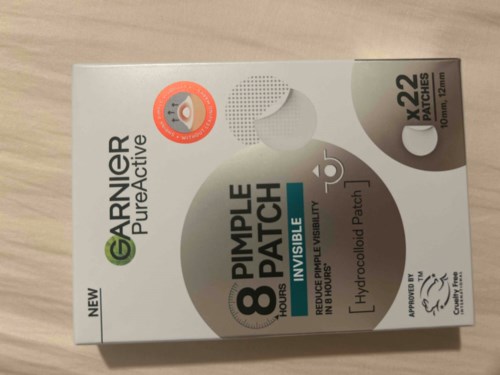 NEW
GARNIER
PureActive
8
HOURS
PIMPLE
PATCH
INVISIBLE
REDUCE PIMPLE VISIBILITY
IN 8 HOURS*
[Hydrocolloid Patch]
x22
PATCHES
10mm, 12mm
APPROVED BY
TM
Cruelty Free
INTERNATIONAL